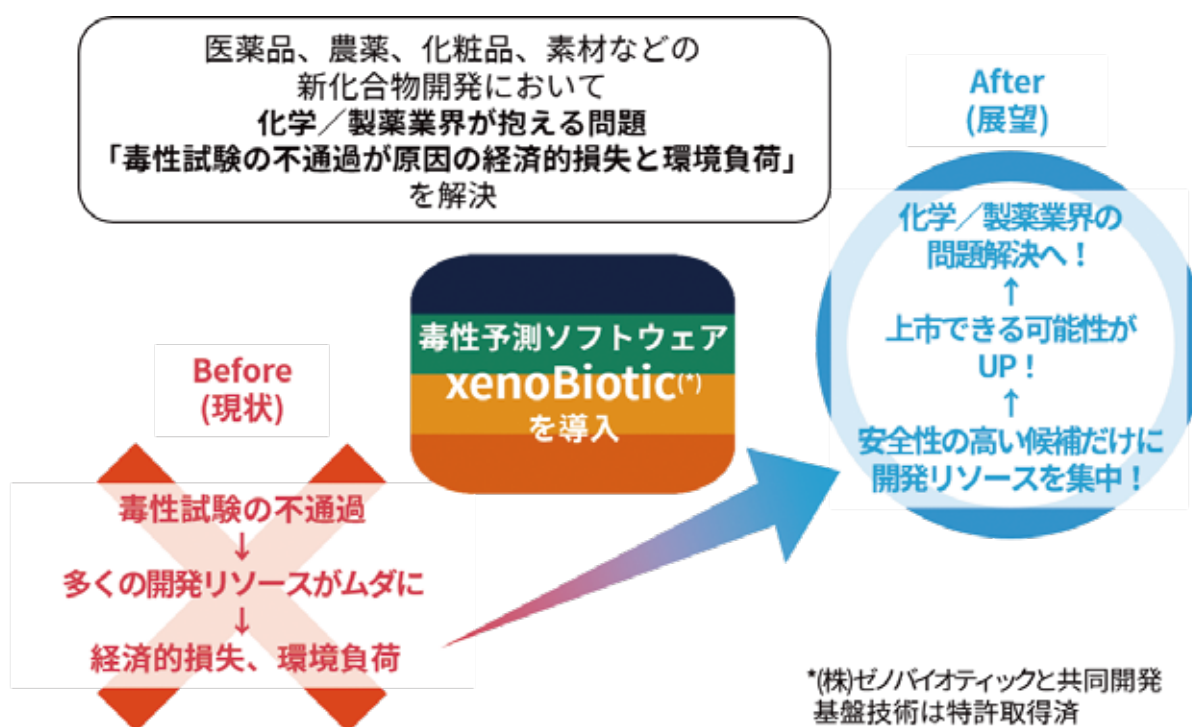 医薬品、農薬、化粧品、素材などの
新化合物開発において
化学／製薬業界が抱える問題
「毒性試験の不通過が原因の経済的損失と環境負荷」
を解決
After
(展望)
化学／製薬業界の
問題解決へ！
↑
上市できる可能性が
UP！
↑
安全性の高い候補だけに
開発リソースを集中！
毒性予測ソフトウェア
xenoBiotic(*)
を導入
Before
(現状)
毒性試験の不通過
↓
多くの開発リソースがムダに
↓
経済的損失、環境負荷
*(株)ゼノバイオティックと共同開発
基盤技術は特許取得済